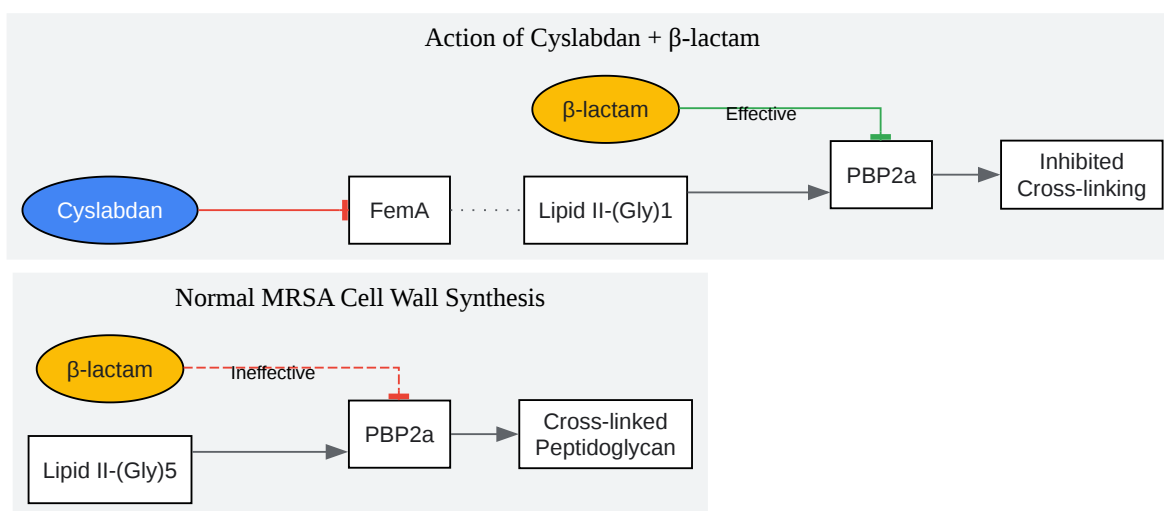 Action of Cyslabdan + β-lactam
β-lactam
Effective
PBP2a
Inhibited
Cross-linking
Cyslabdan
FemA
Lipid II-(Gly)1
Normal MRSA Cell Wall Synthesis
β-lactam
Ineffective
PBP2a
Cross-linked
Peptidoglycan
Lipid II-(Gly)5